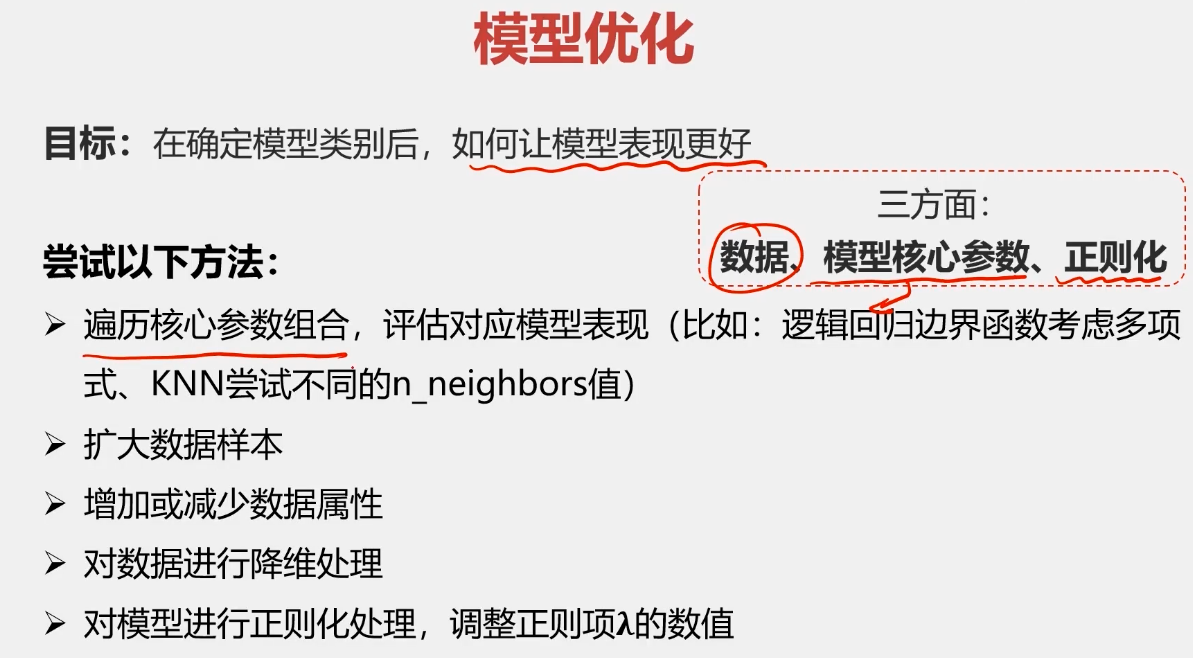 模型优化
目标：在确定模型类别后，如何让模型表现更好
三方面：
数据、模型核心参数、正则化
尝试以下方法：
➢ 遍历核心参数组合，评估对应模型表现（比如：逻辑回归边界函数考虑多项
式、KNN尝试不同的n_neighbors值）
➢ 扩大数据样本
➢ 增加或减少数据属性
➢ 对数据进行降维处理
➢ 对模型进行正则化处理，调整正则项λ的数值